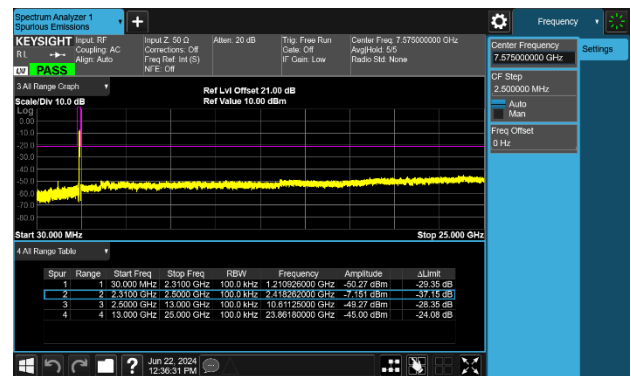 Spectrum Analyzer 1
Spurious Emissions
Frequency
KEYSIGHT
Input: RF
Coupling: AC
Align: Auto
Input Z: 50 Ω
Corrections: Off
Freq Ref: Int (S)
NFE: Off
Atten: 20 dB
Trig: Free Run
Gate: Off
IF Gain: Low
Center Freq: 7.575000000 GHz
Avg|Hold: 5/5
Radio Std: None
RL
LXI
PASS
Center Frequency
7.575000000 GHz
Settings
CF Step
2.500000 MHz
Auto
Man
Freq Offset
0 Hz
3 All Range Graph
Ref Lvl Offset 21.00 dB
Scale/Div 10.0 dB
Ref Value 10.00 dBm
Log
0.00
-10.0
-20.0
-30.0
-40.0
-50.0
-60.0
-70.0
-80.0
Start 30.000 MHz
Stop 25.000 GHz
4 All Range Table
Spur Range Start Freq Stop Freq RBW Frequency Amplitude ΔLimit
1 1 30.000 MHz 2.3100 GHz 100.0 kHz 1.210926000 GHz -50.27 dBm -29.35 dB
2 2 2.3100 GHz 2.5000 GHz 100.0 kHz 2.418262000 GHz -7.151 dBm -37.15 dB
3 3 2.5000 GHz 13.000 GHz 100.0 kHz 10.61125000 GHz -49.27 dBm -28.35 dB
4 4 13.000 GHz 25.000 GHz 100.0 kHz 23.86180000 GHz -45.00 dBm -24.08 dB
?
Jun 22, 2024
12:36:31 PM